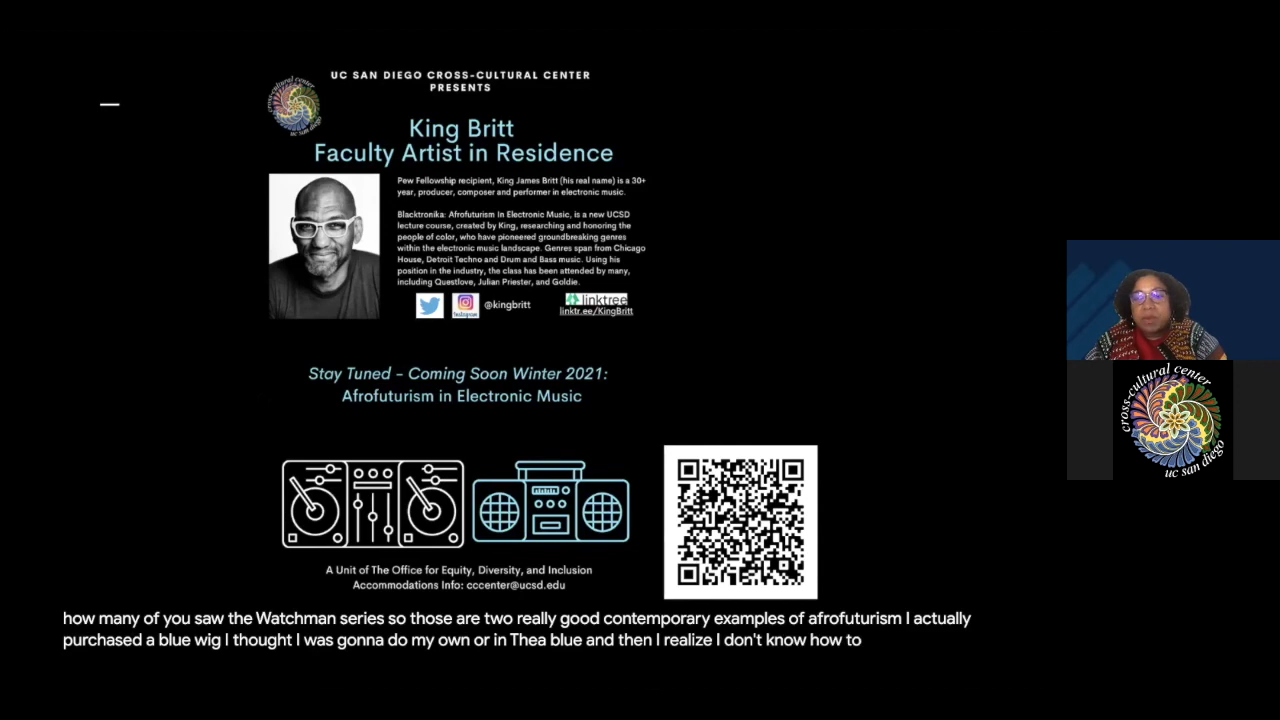 UC SAN DIEGO CROSS-CULTURAL CENTER
PRESENTS
cross-cultural center
uc san diego
King Britt
Faculty Artist in Residence
Pew Fellowship recipient, King James Britt (his real name) is a 30+
year, producer, composer and performer in electronic music.
Blacktronika: Afrofuturism In Electronic Music, is a new UCSD
lecture course, created by King, researching and honoring the
people of color, who have pioneered groundbreaking genres
within the electronic music landscape. Genres span from Chicago
House, Detroit Techno and Drum and Bass music. Using his
position in the industry, the class has been attended by many,
including Questlove, Julian Priester, and Goldie.
Instagram
@kingbritt
linktree
linktr.ee/KingBritt
Stay Tuned - Coming Soon Winter 2021:
Afrofuturism in Electronic Music
cross-cultural center
uc san diego
A Unit of The Office for Equity, Diversity, and Inclusion
Accommodations Info: cccenter@ucsd.edu
how many of you saw the Watchman series so those are two really good contemporary examples of afrofuturism I actually
purchased a blue wig I thought I was gonna do my own or in Thea blue and then I realize I don't know how to